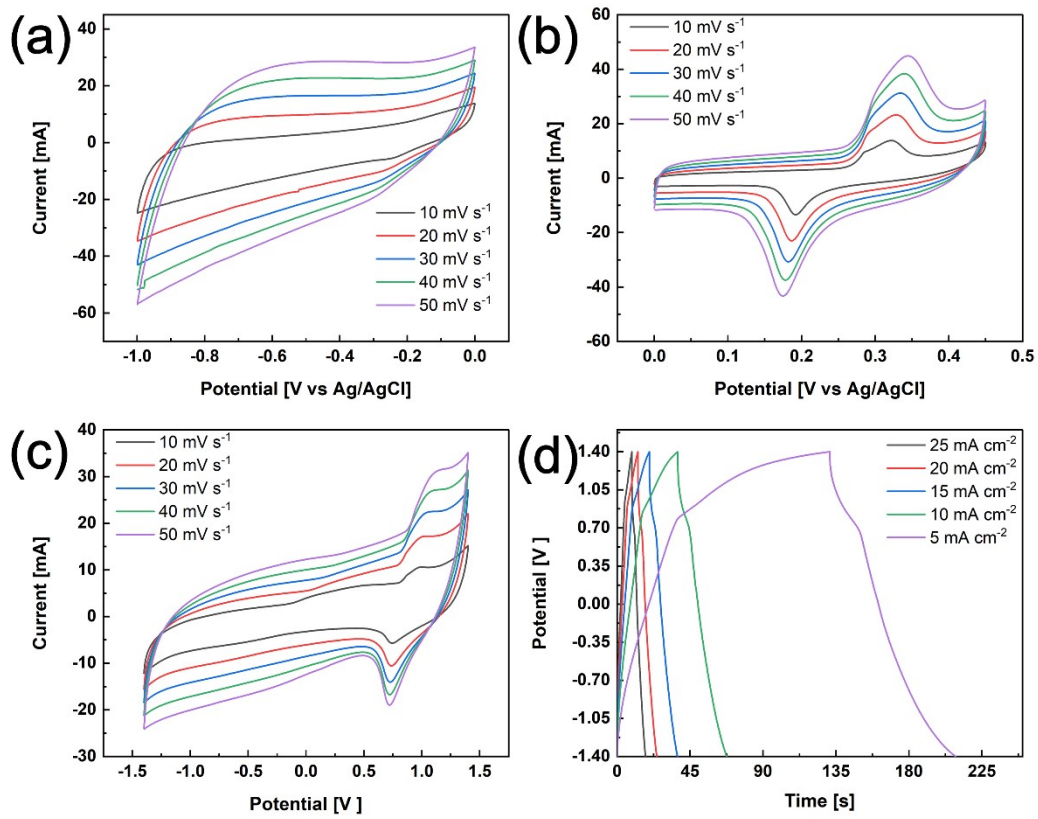 (a)
40
20
0
-20
-40
-60
Current [mA]
-1.0
-0.8
-0.6
-0.4
-0.2
0.0
Potential [V vs Ag/AgCl]
10 mV s⁻¹
20 mV s⁻¹
30 mV s⁻¹
40 mV s⁻¹
50 mV s⁻¹
(b)
60
40
20
0
-20
-40
-60
Current [mA]
0.0
0.1
0.2
0.3
0.4
0.5
Potential [V vs Ag/AgCl]
10 mV s⁻¹
20 mV s⁻¹
30 mV s⁻¹
40 mV s⁻¹
50 mV s⁻¹
(c)
40
30
20
10
0
-10
-20
-30
Current [mA]
-1.5
-1.0
-0.5
0.0
0.5
1.0
1.5
Potential [V ]
10 mV s⁻¹
20 mV s⁻¹
30 mV s⁻¹
40 mV s⁻¹
50 mV s⁻¹
(d)
1.40
1.05
0.70
0.35
0.00
-0.35
-0.70
-1.05
-1.40
Potential [V]
0
45
90
135
180
225
Time [s]
25 mA cm⁻²
20 mA cm⁻²
15 mA cm⁻²
10 mA cm⁻²
5 mA cm⁻²